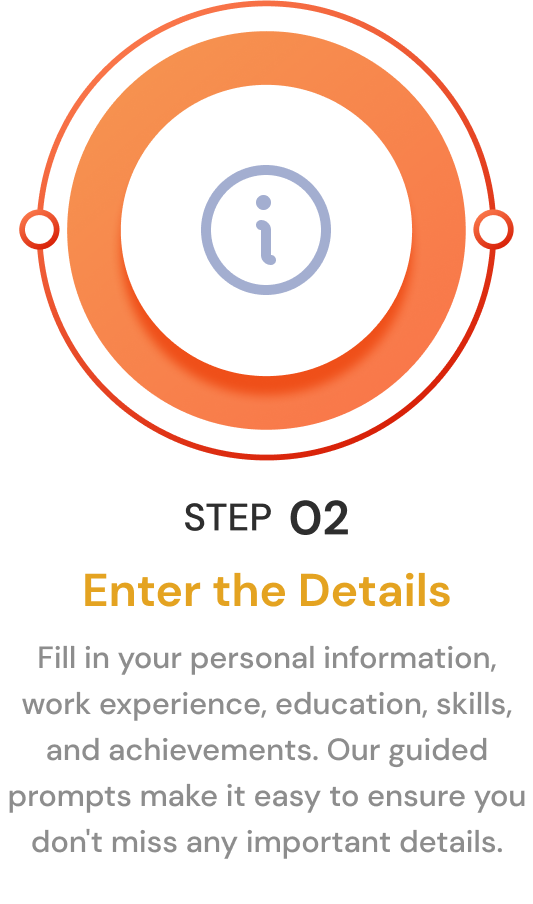 STEP 02
Enter the Details
Fill in your personal information,
work experience, education, skills,
and achievements. Our guided
prompts make it easy to ensure you
don't miss any important details.